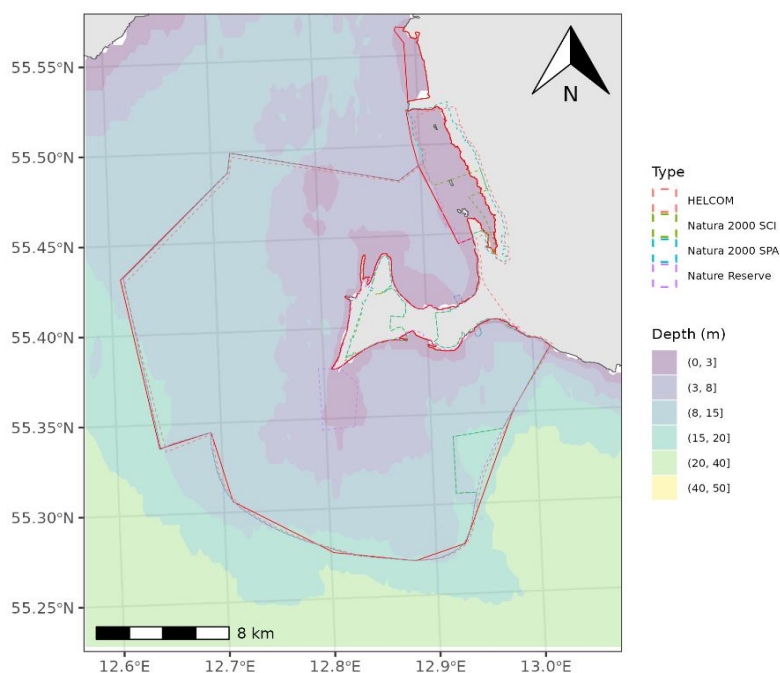 55.55°N
55.50°N
55.45°N
55.40°N
55.35°N
55.30°N
55.25°N
12.6°E
12.7°E
12.8°E
12.9°E
13.0°E
8 km
N
Type
HELCOM
Natura 2000 SCI
Natura 2000 SPA
Nature Reserve
Depth (m)
(0, 3]
(3, 8]
(8, 15]
(15, 20]
(20, 40]
(40, 50]